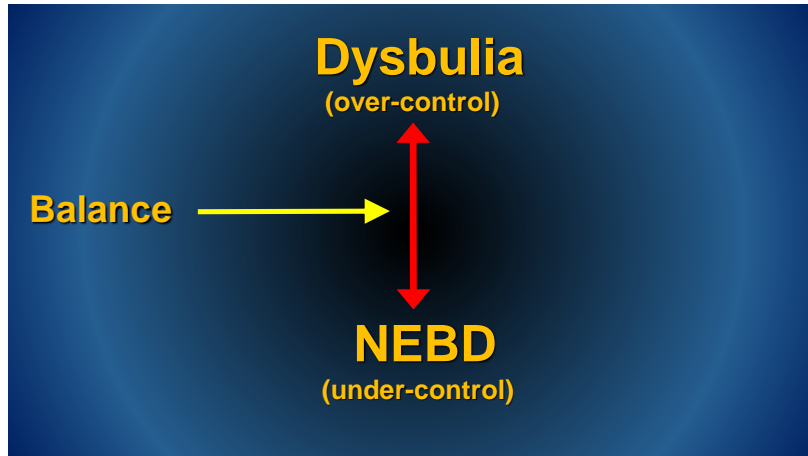 Dysbulia
(over-control)
Balance
NEBD
(under-control)